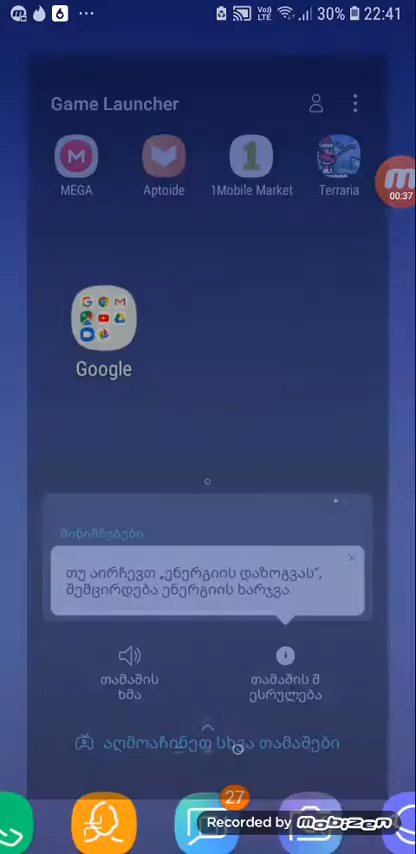 30% 22:41
Game Launcher
MEGA Aptoide 1Mobile Market Terraria
00:37
Google
მინიშნებები
თუ აირჩევთ „ენერგიის დაზოგვას“,
შემცირდება ენერგიის ხარჯვა
თამაშის თამაშის შ
ხმა ესრულება
აღმოაჩინეთ სხვა თამაშები
27
Recorded by mobizen